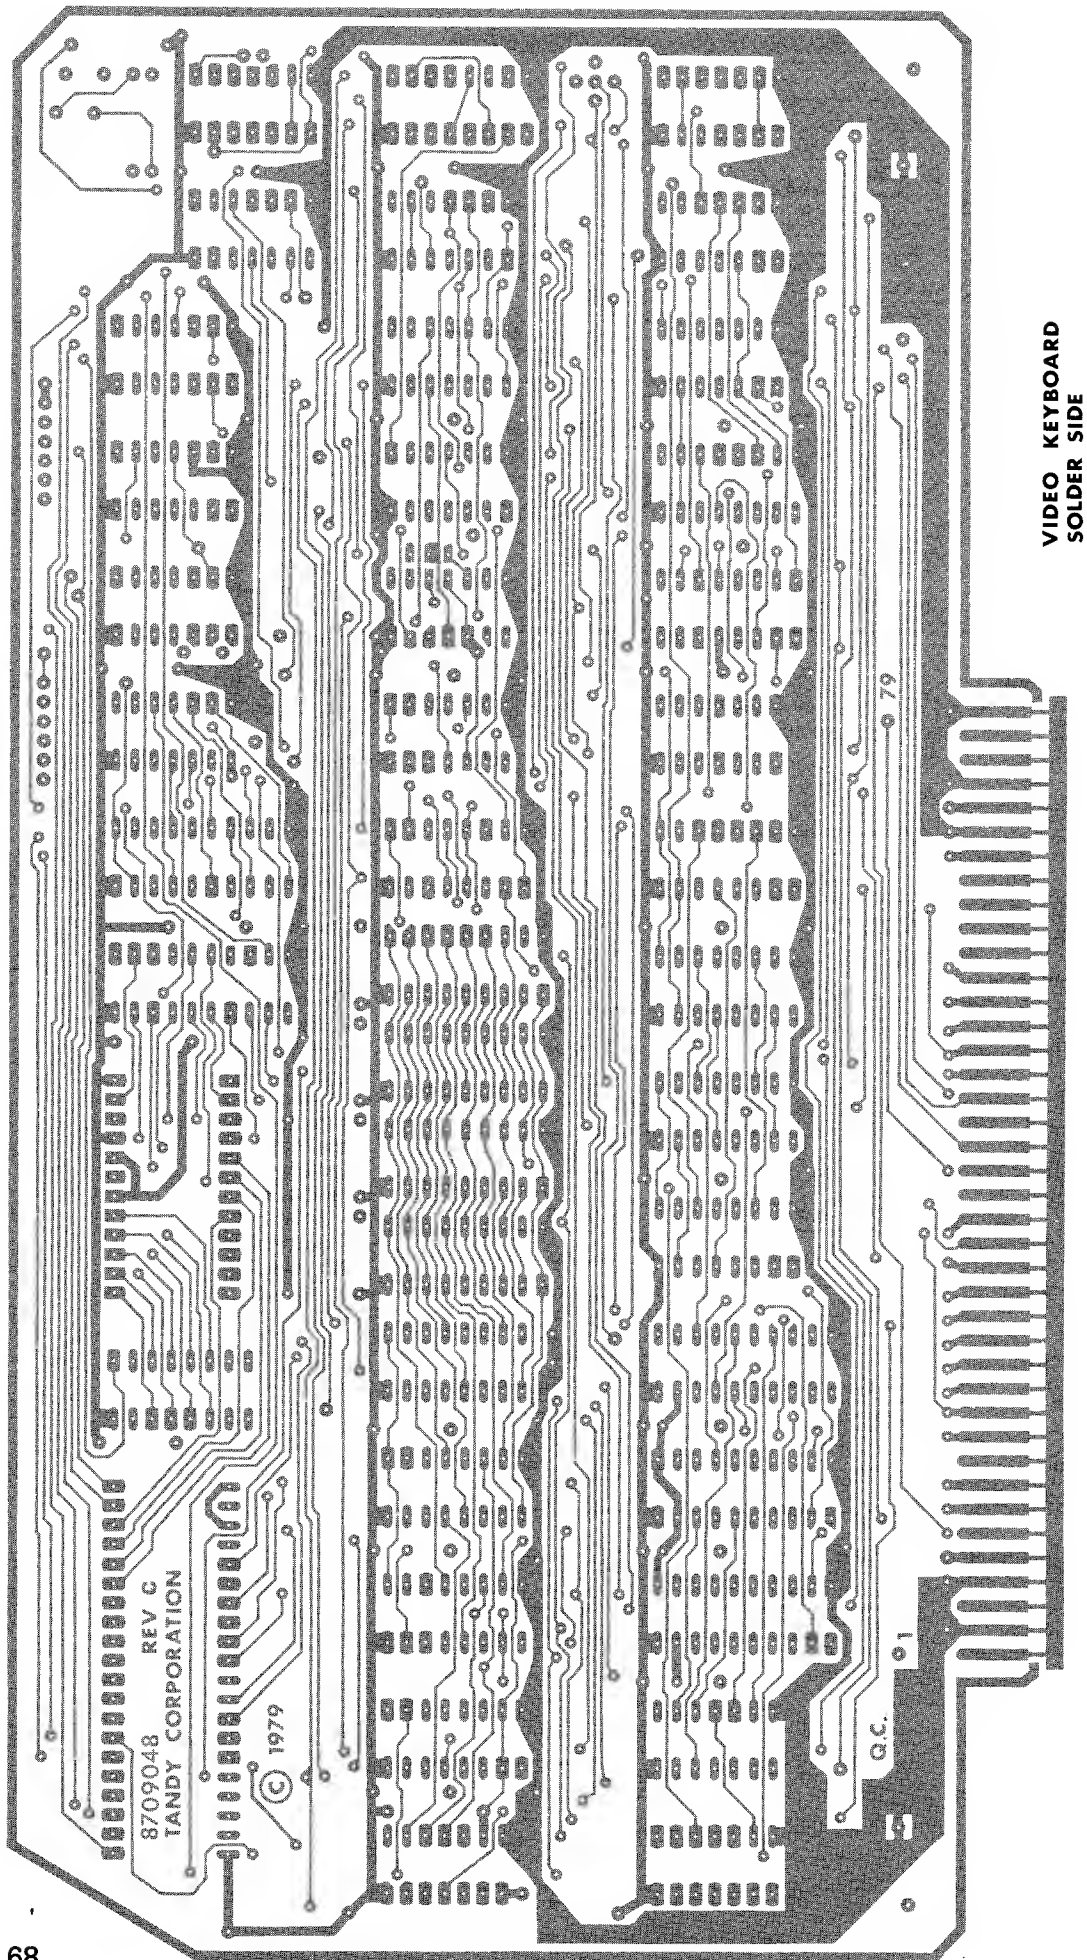 VIDEO KEYBOARD
SOLDER SIDE
79
8709048 REV C
TANDY CORPORATION
© 1979
1
Q.C.
68